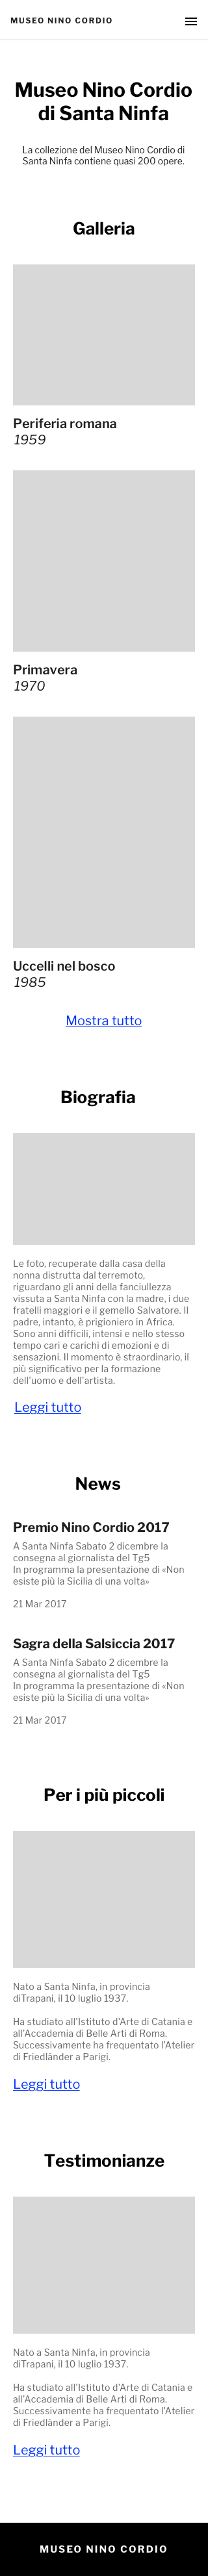 MUSEO NINO CORDIO
Museo Nino Cordio
di Santa Ninfa
La collezione del Museo Nino Cordio di
Santa Ninfa contiene quasi 200 opere.
Galleria
Periferia romana
1959
Primavera
1970
Uccelli nel bosco
1985
Mostra tutto
Biografia
Le foto, recuperate dalla casa della
nonna distrutta dal terremoto,
riguardano gli anni della fanciullezza
vissuta a Santa Ninfa con la madre, i due
fratelli maggiori e il gemello Salvatore. Il
padre, intanto, è prigioniero in Africa.
Sono anni difficili, intensi e nello stesso
tempo cari e carichi di emozioni e di
sensazioni. Il momento è straordinario, il
più significativo per la formazione
dell'uomo e dell'artista.
Leggi tutto
News
Premio Nino Cordio 2017
A Santa Ninfa Sabato 2 dicembre la
consegna al giornalista del Tg5
In programma la presentazione di «Non
esiste più la Sicilia di una volta»
21 Mar 2017
Sagra della Salsiccia 2017
A Santa Ninfa Sabato 2 dicembre la
consegna al giornalista del Tg5
In programma la presentazione di «Non
esiste più la Sicilia di una volta»
21 Mar 2017
Per i più piccoli
Nato a Santa Ninfa, in provincia
diTrapani, il 10 luglio 1937.
Ha studiato all'Istituto d'Arte di Catania e
all'Accademia di Belle Arti di Roma.
Successivamente ha frequentato l'Atelier
di Friedländer a Parigi.
Leggi tutto
Testimonianze
Nato a Santa Ninfa, in provincia
diTrapani, il 10 luglio 1937.
Ha studiato all'Istituto d'Arte di Catania e
all'Accademia di Belle Arti di Roma.
Successivamente ha frequentato l'Atelier
di Friedländer a Parigi.
Leggi tutto
MUSEO NINO CORDIO